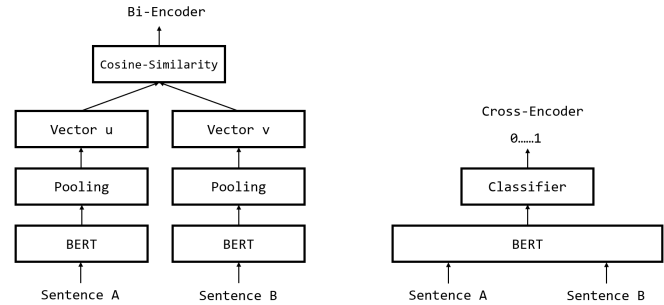 Bi-Encoder
Cosine-Similarity
Vector u
Vector v
Pooling
Pooling
BERT
BERT
Sentence A
Sentence B
Cross-Encoder
0……1
Classifier
BERT
Sentence A
Sentence B